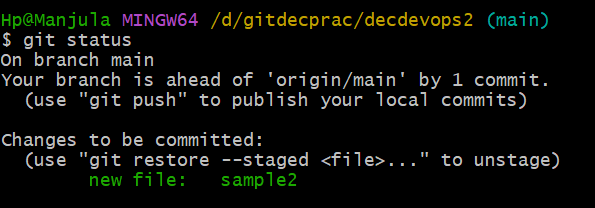 Hp@Manjula MINGW64 /d/gitdecprac/decdevops2 (main)
$ git status
On branch main
Your branch is ahead of 'origin/main' by 1 commit.
  (use "git push" to publish your local commits)

Changes to be committed:
  (use "git restore --staged <file>..." to unstage)
        new file:   sample2